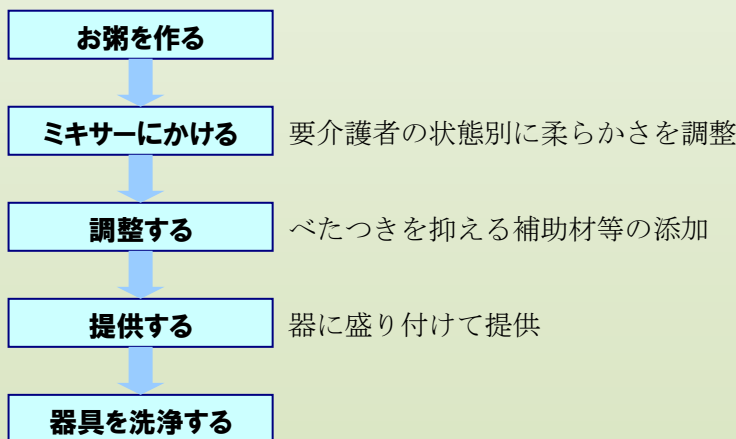 お粥を作る
ミキサーにかける 要介護者の状態別に柔らかさを調整
調整する べたつきを抑える補助材等の添加
提供する 器に盛り付けて提供
器具を洗浄する